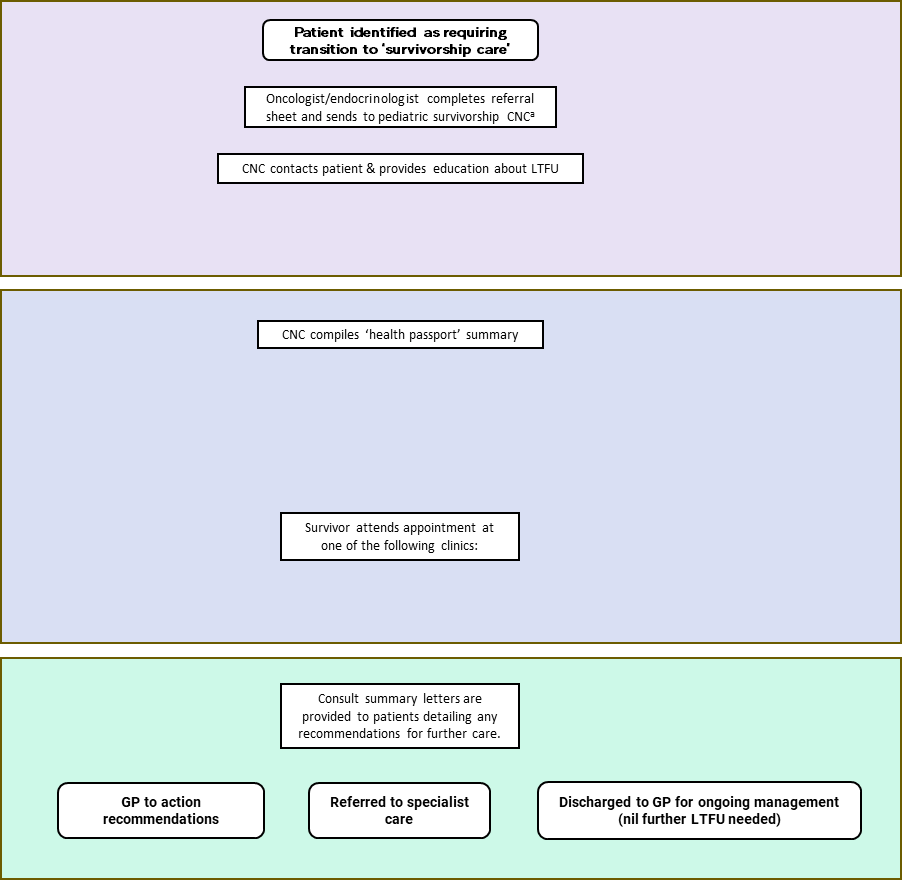 Patient identified as requiring
transition to 'survivorship care'
Oncologist/endocrinologist completes referral
sheet and sends to pediatric survivorship CNCª
CNC contacts patient & provides education about LTFU
CNC compiles ‘health passport’ summary
Survivor attends appointment at
one of the following clinics:
Consult summary letters are
provided to patients detailing any
recommendations for further care.
GP to action
recommendations
Referred to specialist
care
Discharged to GP for ongoing management
(nil further LTFU needed)